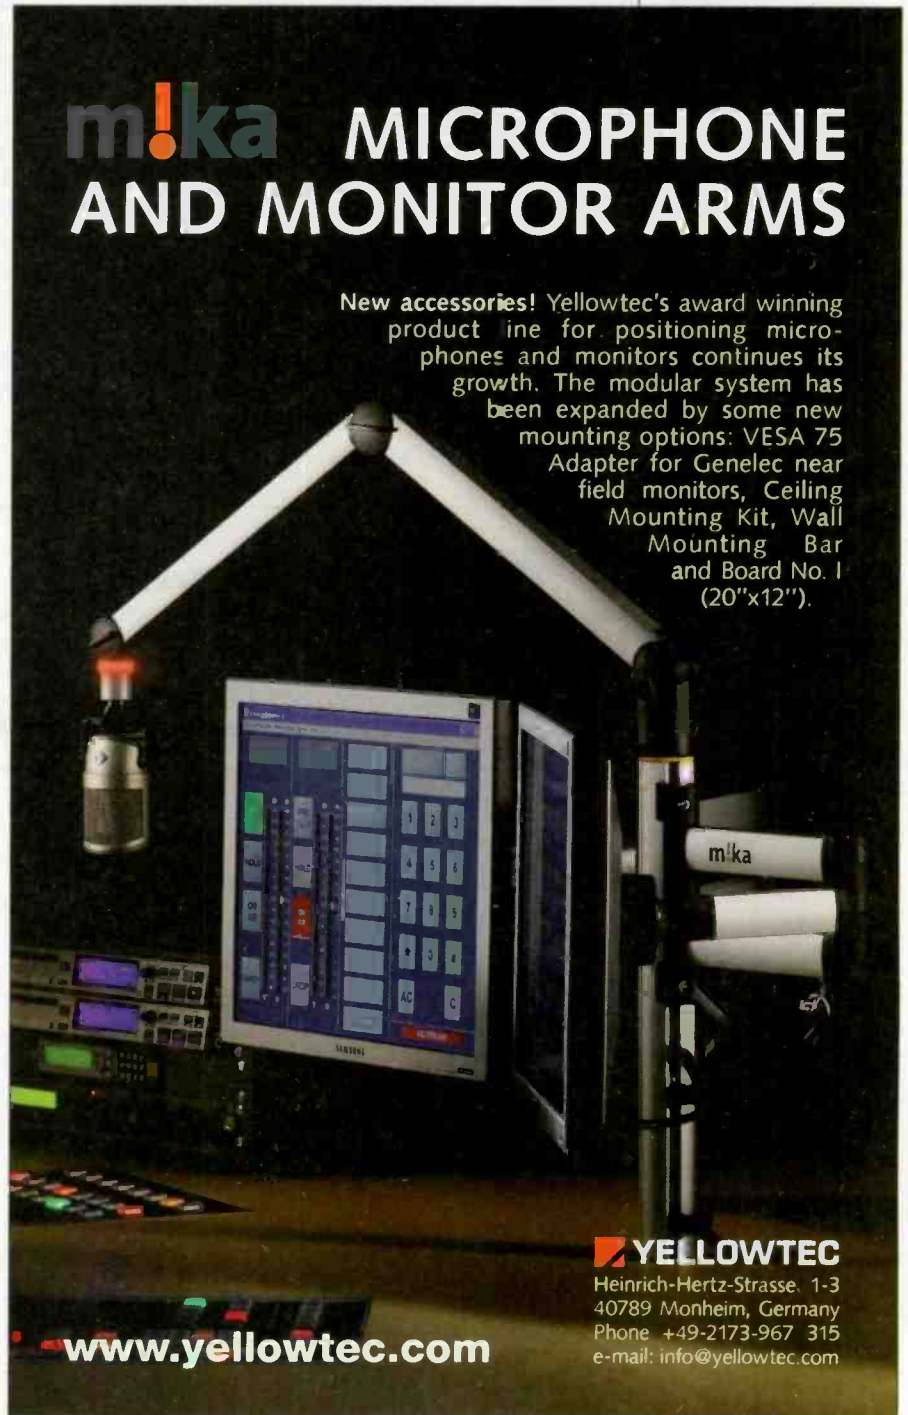 m!ka MICROPHONE
AND MONITOR ARMS
New accessories! Yellowtec's award winning
product ine for positioning micro-
phones and monitors continues its
growth. The modular system has
been expanded by some new
mounting options: VESA 75
Adapter for Genelec near
field monitors, Ceiling
Mounting Kit, Wall
Mounting Bar
and Board No. 1
(20"x12").
1 2 3
4 5 6
7 8
AC C
SAMSUNG
m!ka
YELLOWTEC
Heinrich-Hertz-Strasse. 1-3
40789 Monheim, Germany
Phone +49-2173-967 315
e-mail: info@yellowtec.com
www.yellowtec.com